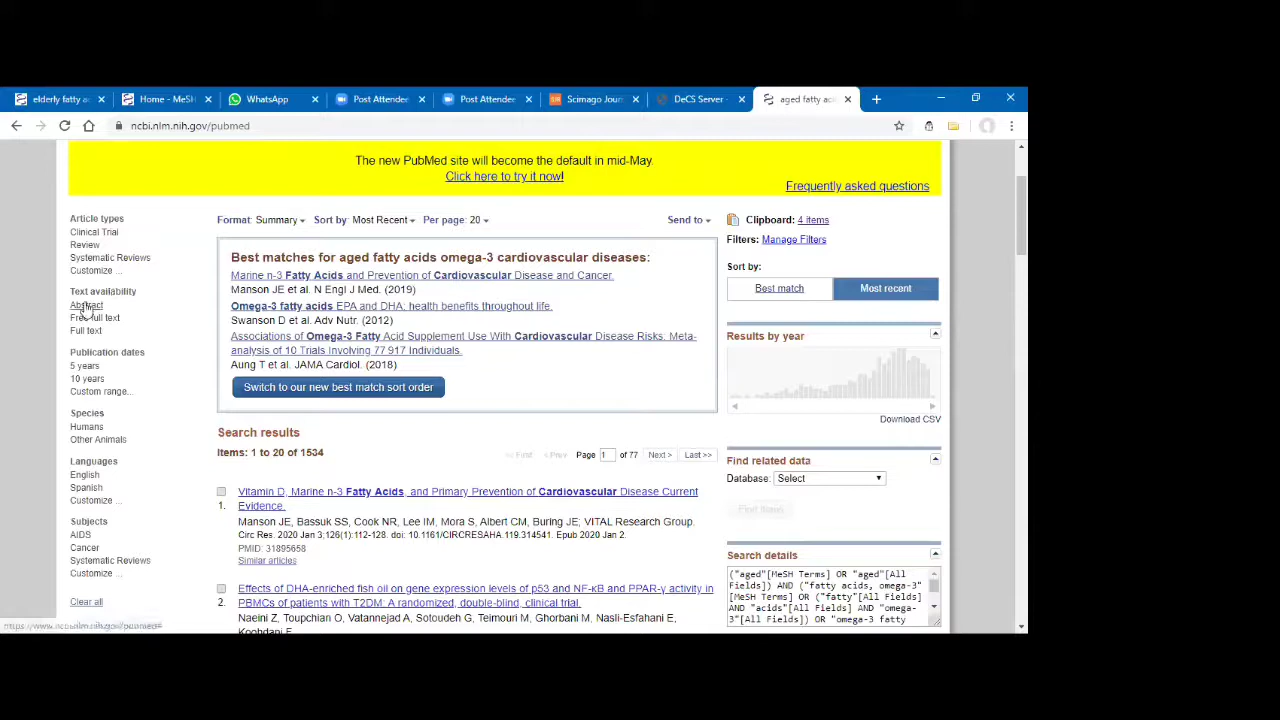 elderly fatty ac
Home - MeSH
WhatsApp
Post Attende
Post Attende
Scimago Jour
DeCS Server -
aged fatty aci
ncbi.nlm.nih.gov/pubmed
The new PubMed site will become the default in mid-May.
Click here to try it now!
Frequently asked questions
Article types
Clinical Trial
Review
Systematic Reviews
Customize ...
Text availability
Abstract
Free full text
Full text
Publication dates
5 years
10 years
Custom range...
Species
Humans
Other Animals
Languages
English
Spanish
Customize ...
Subjects
AIDS
Cancer
Systematic Reviews
Customize ...
Clear all
https://www.ncbi.nlm.nih.gov/pubmed#
Format: Summary Sort by: Most Recent Per page: 20 Send to
Best matches for aged fatty acids omega-3 cardiovascular diseases:
Marine n-3 Fatty Acids and Prevention of Cardiovascular Disease and Cancer.
Manson JE et al. N Engl J Med. (2019)
Omega-3 fatty acids EPA and DHA: health benefits throughout life.
Swanson D et al. Adv Nutr. (2012)
Associations of Omega-3 Fatty Acid Supplement Use With Cardiovascular Disease Risks: Meta-
analysis of 10 Trials Involving 77 917 Individuals.
Aung T et al. JAMA Cardiol. (2018)
Switch to our new best match sort order
Search results
Items: 1 to 20 of 1534
<< First < Prev Page 1 of 77 Next > Last >>
Vitamin D, Marine n-3 Fatty Acids, and Primary Prevention of Cardiovascular Disease Current
1. Evidence.
Manson JE, Bassuk SS, Cook NR, Lee IM, Mora S, Albert CM, Buring JE; VITAL Research Group.
Circ Res. 2020 Jan 3;126(1):112-128. doi: 10.1161/CIRCRESAHA.119.314541. Epub 2020 Jan 2.
PMID: 31895658
Similar articles
Effects of DHA-enriched fish oil on gene expression levels of p53 and NF-κB and PPAR-γ activity in
2. PBMCs of patients with T2DM: A randomized, double-blind, clinical trial.
Naeini Z, Toupchian O, Vatannejad A, Sotoudeh G, Teimouri M, Ghorbani M, Nasli-Esfahani E,
Koohdani F.
Clipboard: 4 items
Filters: Manage Filters
Sort by:
Best match
Most recent
Results by year
Download CSV
Find related data
Database: Select
Find items
Search details
("aged"[MeSH Terms] OR "aged"[All
Fields]) AND ("fatty acids, omega-3"
[MeSH Terms] OR ("fatty"[All Fields]
AND "acids"[All Fields] AND "omega-
3"[All Fields]) OR "omega-3 fatty